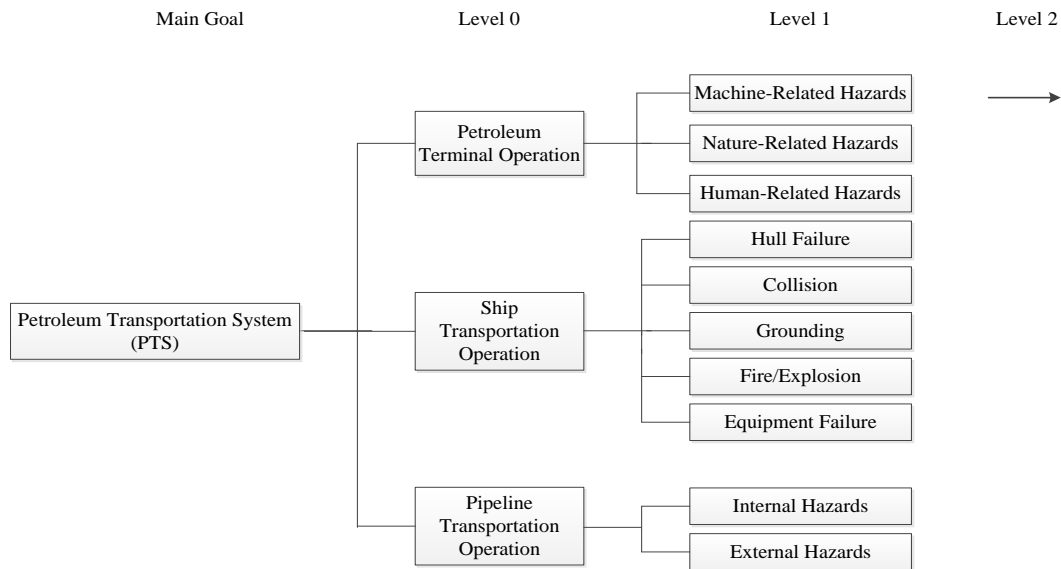 Main Goal
Level 0
Level 1
Level 2
Petroleum Transportation System
(PTS)
Petroleum
Terminal Operation
Machine-Related Hazards
Nature-Related Hazards
Human-Related Hazards
Ship
Transportation
Operation
Hull Failure
Collision
Grounding
Fire/Explosion
Equipment Failure
Pipeline
Transportation
Operation
Internal Hazards
External Hazards